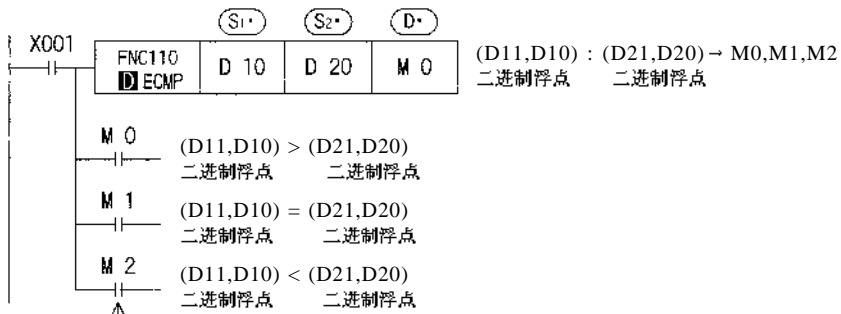 S1· S2· D·
X001 FNC110 D 10 D 20 M 0 (D11,D10) : (D21,D20)→ M0,M1,M2
D ECMP 二进制浮点 二进制浮点
M 0 (D11,D10) > (D21,D20)
二进制浮点 二进制浮点
M 1 (D11,D10) = (D21,D20)
二进制浮点 二进制浮点
M 2 (D11,D10) < (D21,D20)
二进制浮点 二进制浮点